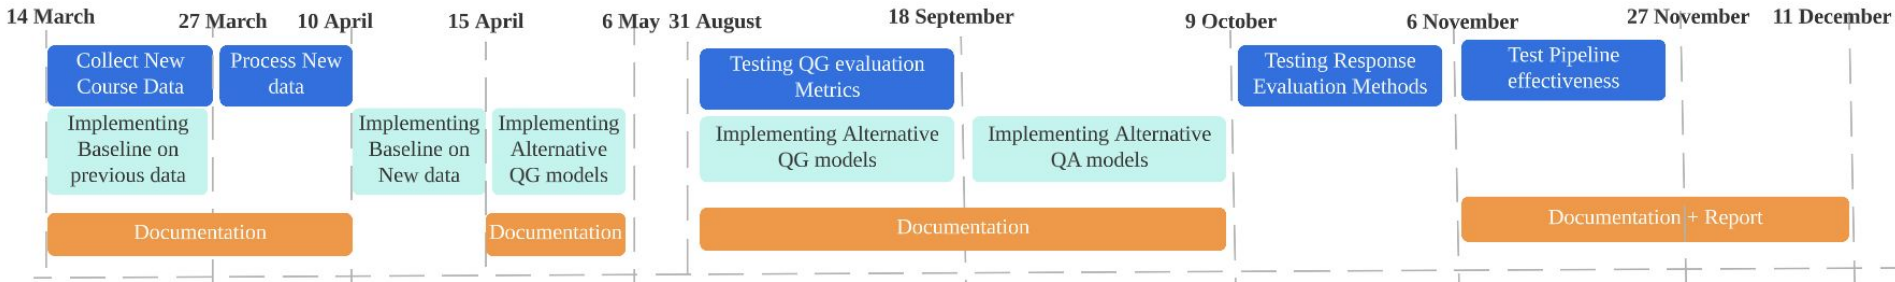 14 March
27 March
10 April
15 April
6 May
31 August
18 September
9 October
6 November
27 November
11 December
Collect New
Course Data
Process New
data
Testing QG evaluation
Metrics
Testing Response
Evaluation Methods
Test Pipeline
effectiveness
Implementing
Baseline on
previous data
Implementing
Baseline on
New data
Implementing
Alternative
QG models
Implementing Alternative
QG models
Implementing Alternative
QA models
Documentation
Documentation
Documentation
Documentation + Report